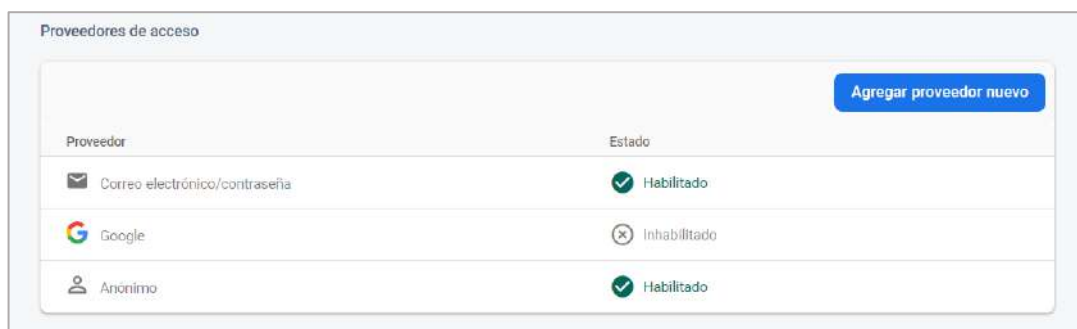 Proveedores de acceso
Agregar proveedor nuevo
Proveedor Estado
Correo electrónico/contraseña Habilitado
Google Inhabilitado
Anónimo Habilitado